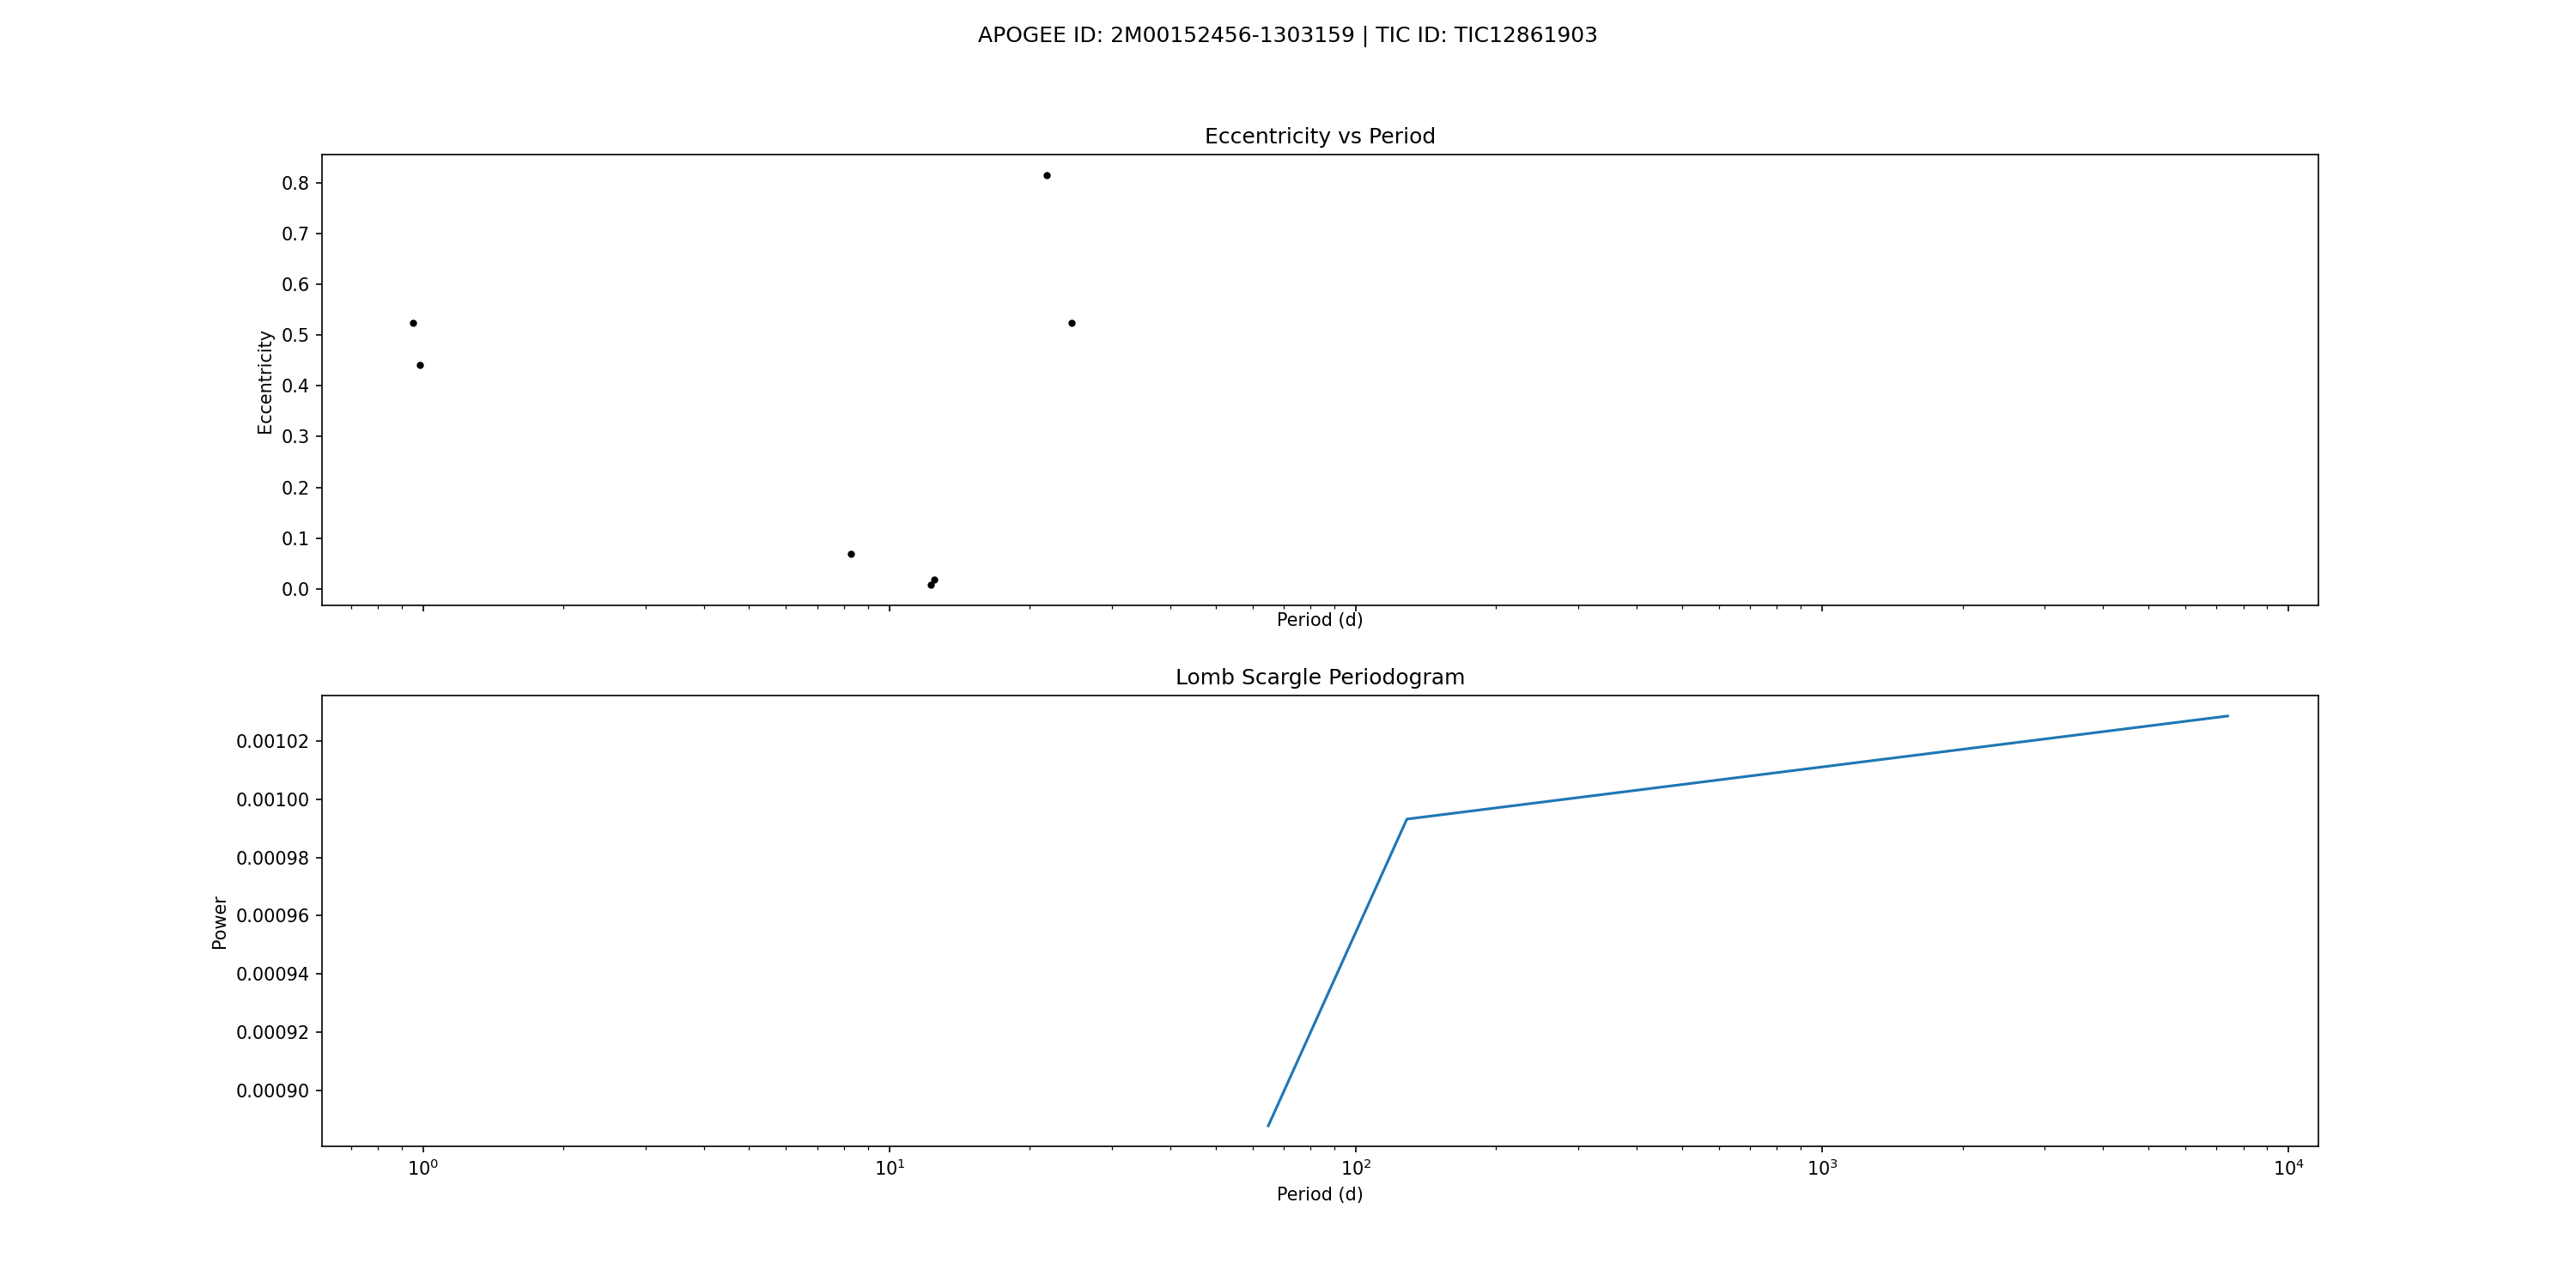 APOGEE ID: 2M00152456-1303159 | TIC ID: TIC12861903
Eccentricity vs Period
0.8
0.7
0.6
0.5
0.4
0.3
0.2
0.1
0.0
Eccentricity
Period (d)
Lomb Scargle Periodogram
0.00102
0.00100
0.00098
0.00096
0.00094
0.00092
0.00090
Power
10⁰ 10¹ 10² 10³ 10⁴
Period (d)